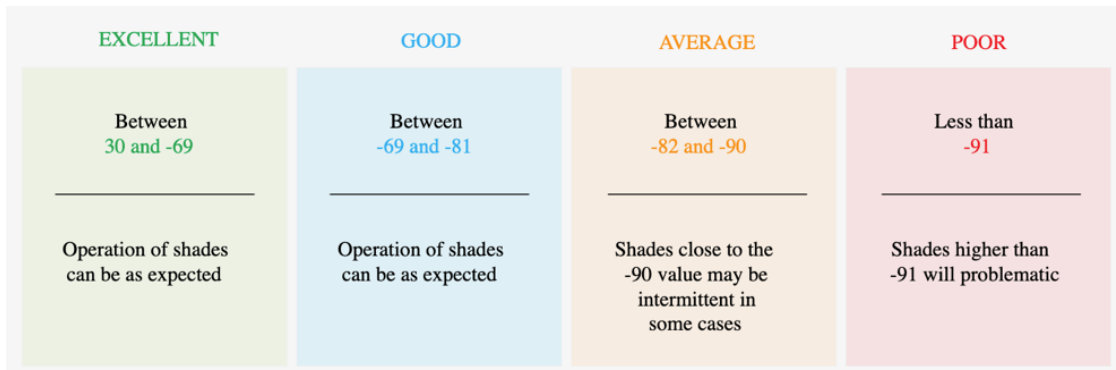 EXCELLENT
Between
30 and -69
Operation of shades
can be as expected
GOOD
Between
-69 and -81
Operation of shades
can be as expected
AVERAGE
Between
-82 and -90
Shades close to the
-90 value may be
intermittent in
some cases
POOR
Less than
-91
Shades higher than
-91 will problematic